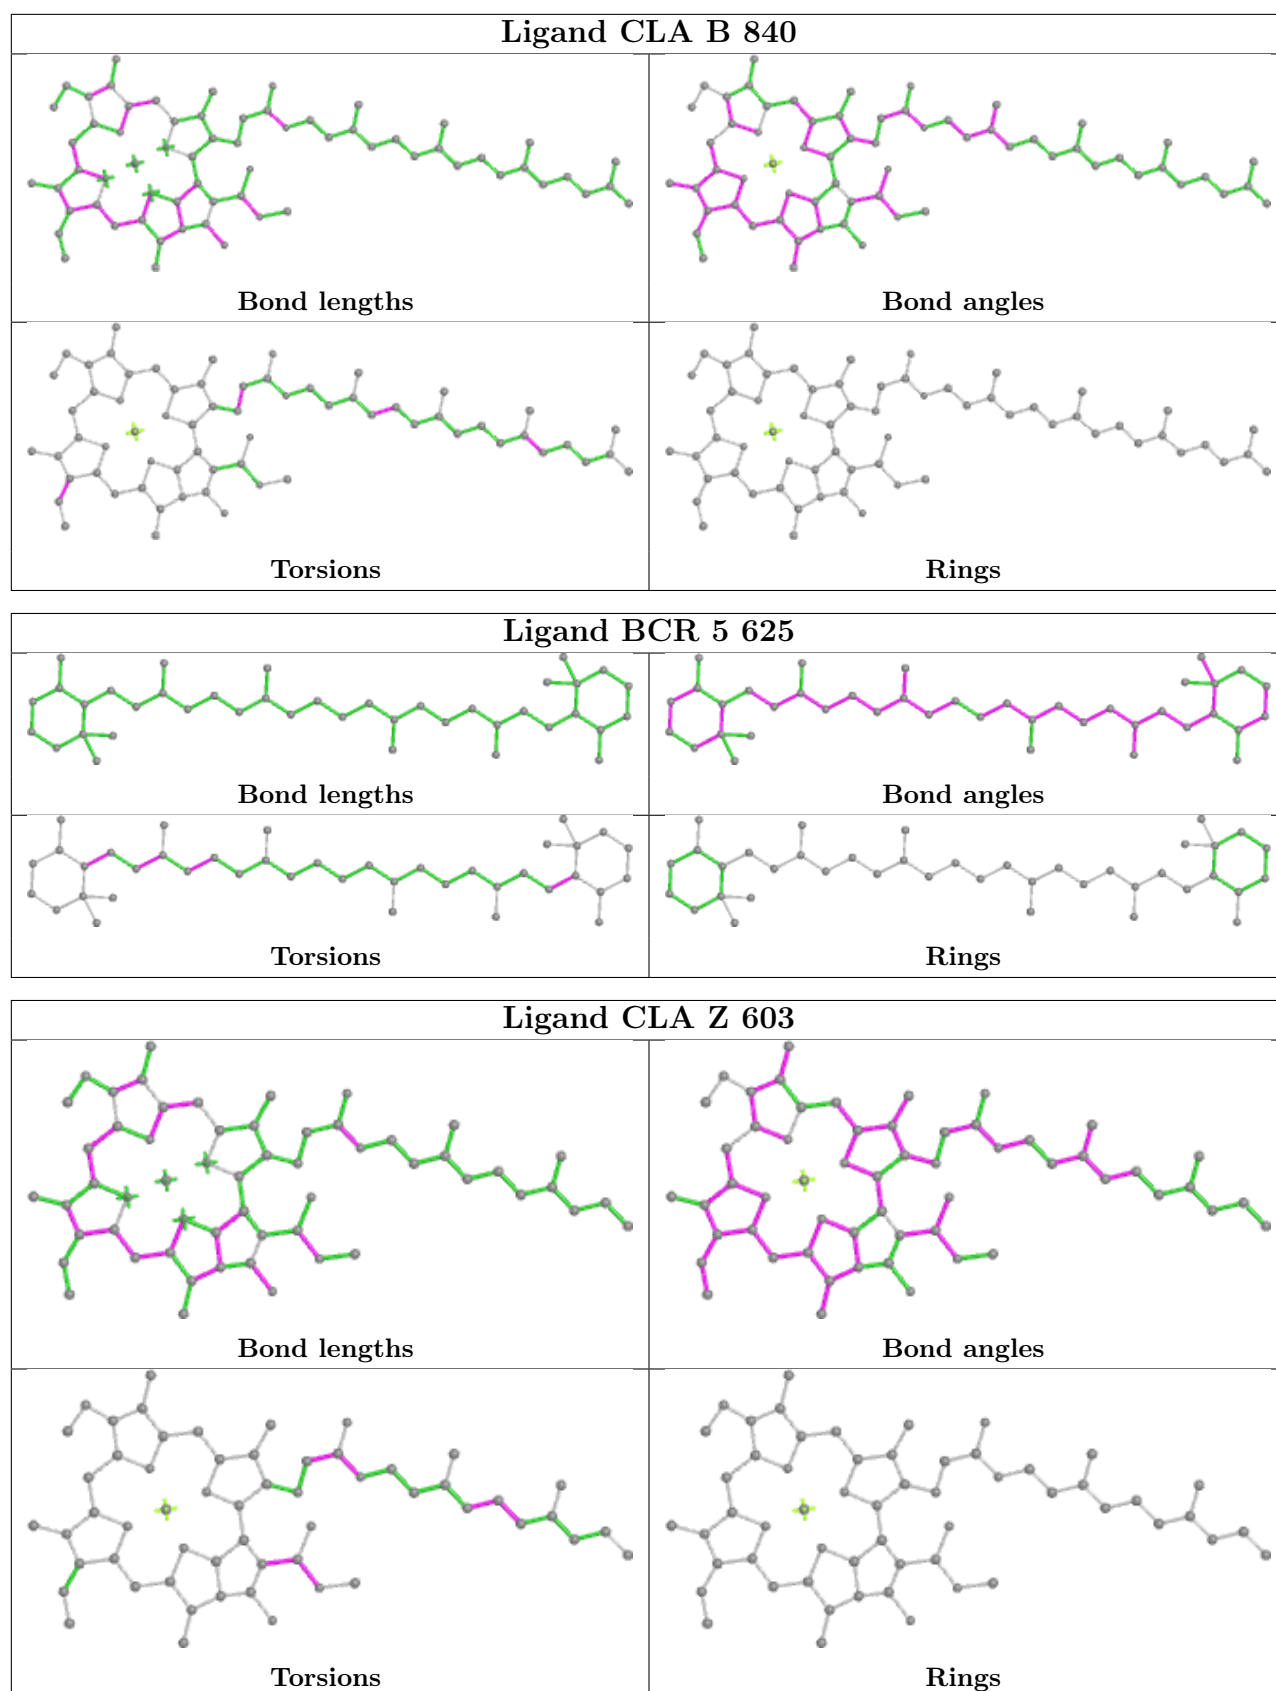 Ligand CLA B 840
Bond lengths
Bond angles
Torsions
Rings
Ligand BCR 5 625
Bond lengths
Bond angles
Torsions
Rings
Ligand CLA Z 603
Bond lengths
Bond angles
Torsions
Rings